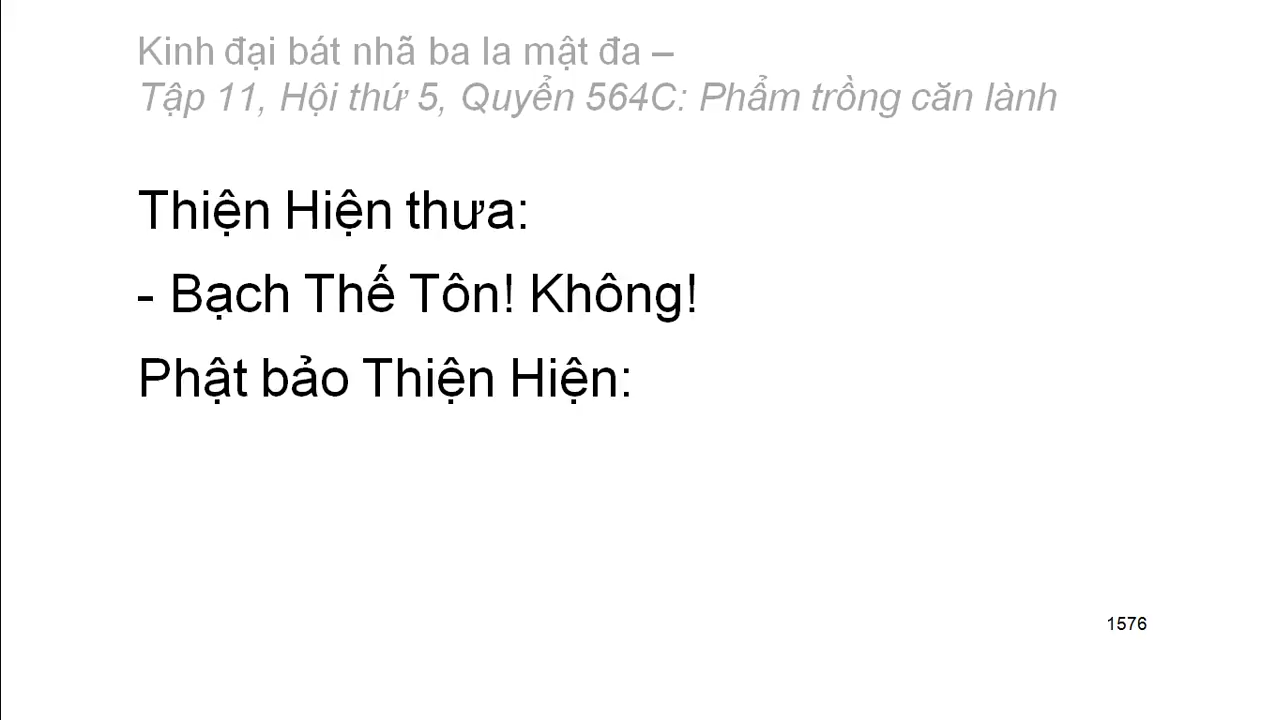 Kinh đại bát nhã ba la mật đa –
Tập 11, Hội thứ 5, Quyển 564C: Phẩm trồng căn lành
Thiện Hiện thưa:
- Bạch Thế Tôn! Không!
Phật bảo Thiện Hiện:
1576